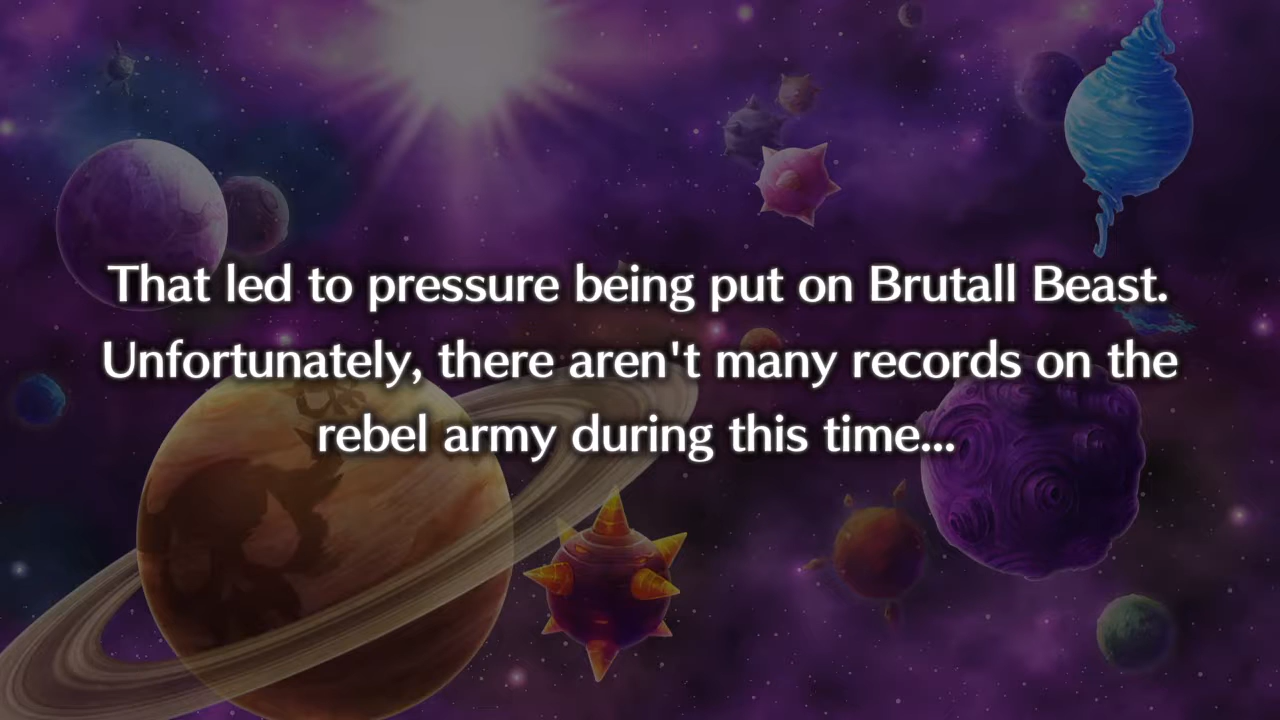 That led to pressure being put on Brutall Beast.
Unfortunately, there aren't many records on the
rebel army during this time...